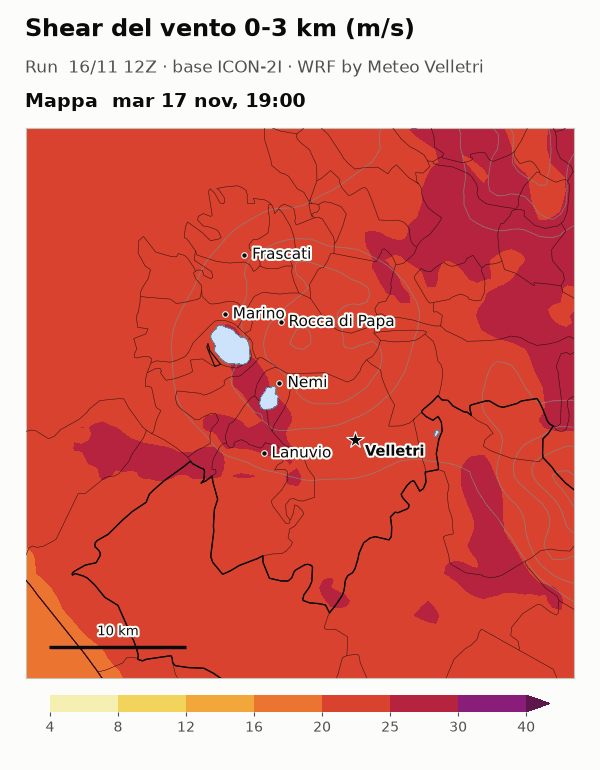 Shear del vento 0-3 km (m/s)
Run  16/11 12Z · base ICON-2I · WRF by Meteo Velletri
Mappa  mar 17 nov, 19:00
Frascati
Marino
Rocca di Papa
Nemi
Velletri
Lanuvio
10 km
4 8 12 16 20 25 30 40